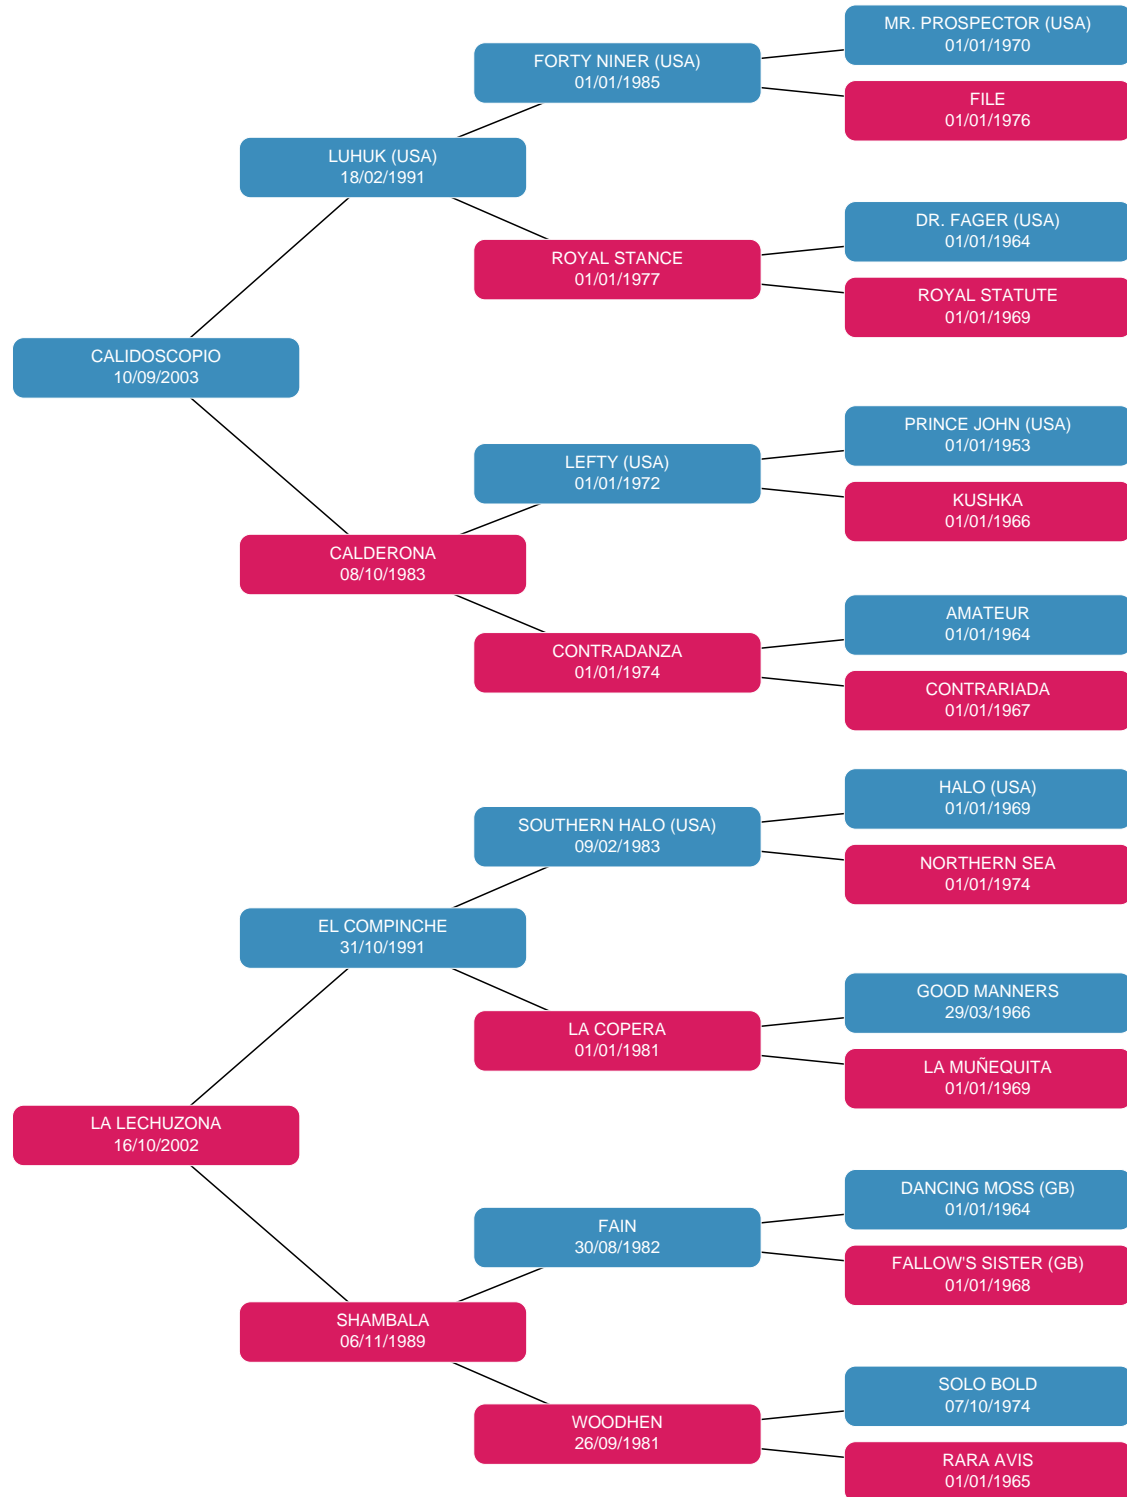 MR. PROSPECTOR (USA)
01/01/1970
FORTY NINER (USA)
01/01/1985
FILE
01/01/1976
LUHUK (USA)
18/02/1991
DR. FAGER (USA)
01/01/1964
ROYAL STANCE
01/01/1977
ROYAL STATUTE
01/01/1969
CALIDOSCOPIO
10/09/2003
PRINCE JOHN (USA)
01/01/1953
LEFTY (USA)
01/01/1972
KUSHKA
01/01/1966
CALDERONA
08/10/1983
AMATEUR
01/01/1964
CONTRADANZA
01/01/1974
CONTRARIADA
01/01/1967
HALO (USA)
01/01/1969
SOUTHERN HALO (USA)
09/02/1983
NORTHERN SEA
01/01/1974
EL COMPINCHE
31/10/1991
GOOD MANNERS
29/03/1966
LA COPERA
01/01/1981
LA MUÑEQUITA
01/01/1969
LA LECHUZONA
16/10/2002
DANCING MOSS (GB)
01/01/1964
FAIN
30/08/1982
FALLOW'S SISTER (GB)
01/01/1968
SHAMBALA
06/11/1989
SOLO BOLD
07/10/1974
WOODHEN
26/09/1981
RARA AVIS
01/01/1965